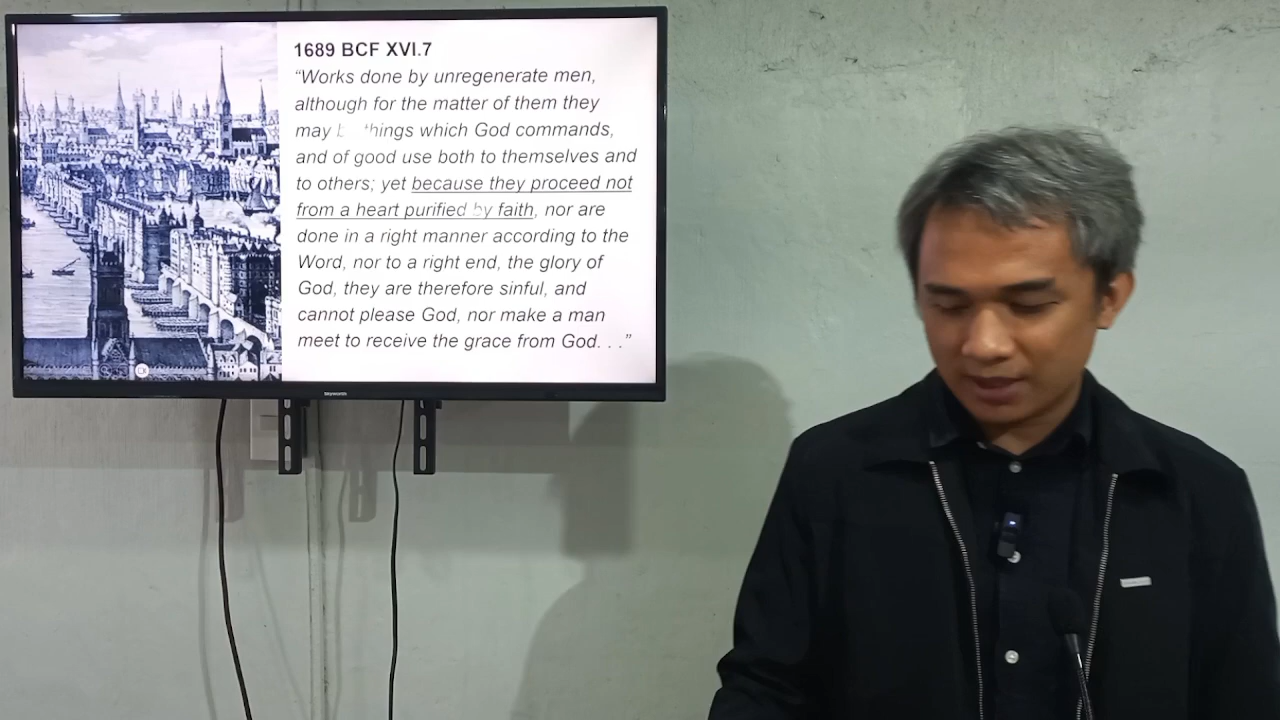 1689 BCF XVI.7
“Works done by unregenerate men,
although for the matter of them they
may things which God commands,
and of good use both to themselves and
to others; yet because they proceed not
from a heart purified by faith, nor are
done in a right manner according to the
Word, nor to a right end, the glory of
God, they are therefore sinful, and
cannot please God, nor make a man
meet to receive the grace from God. . .”
Skyworth